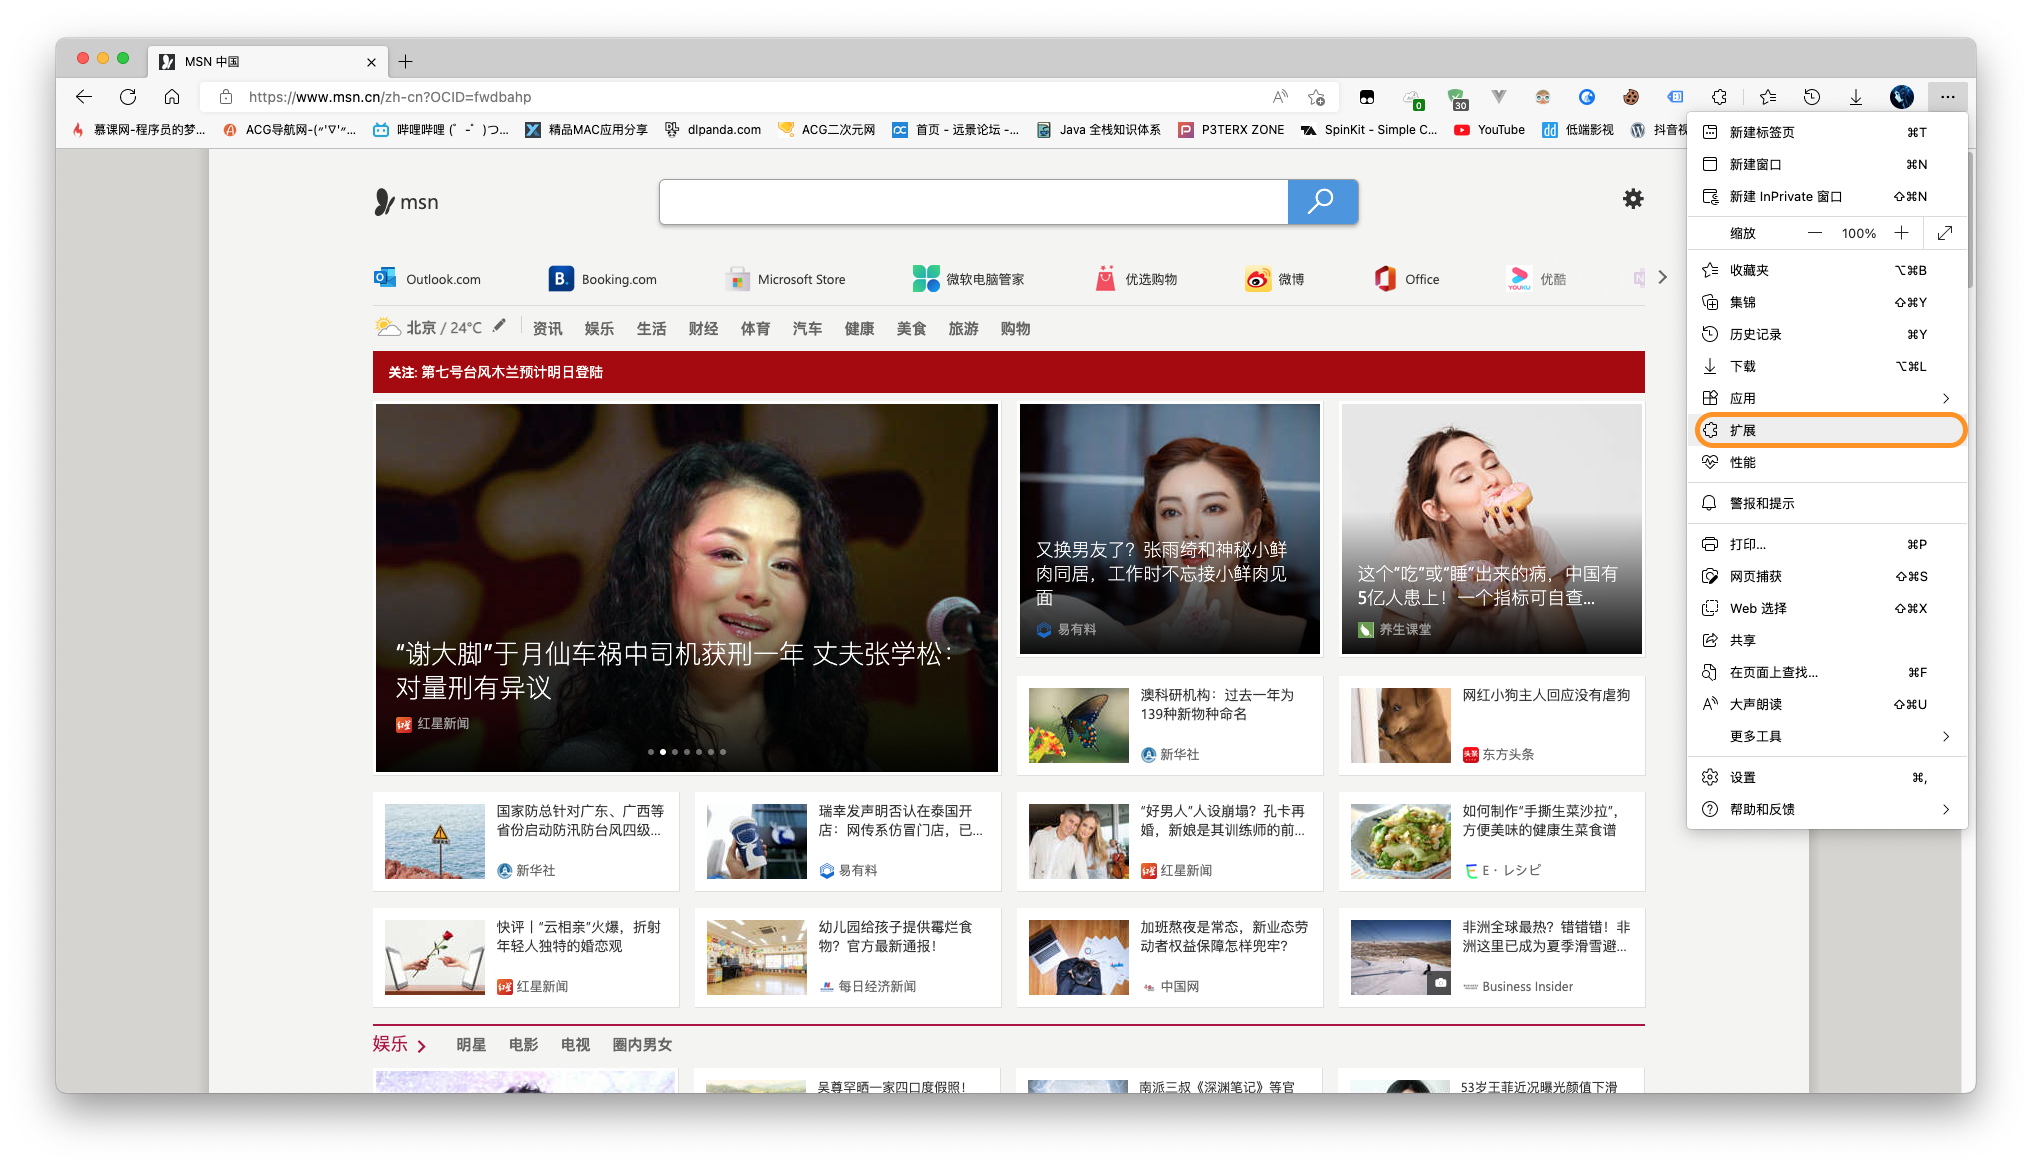 MSN 中国
https://www.msn.cn/zh-cn?OCID=fwdbahp
0
30
慕课网-程序员的梦...
ACG导航网-(“'∇'”...
哔哩哔哩 (゜-゜)つ...
精品MAC应用分享
dlpanda.com
ACG二次元网
首页 - 远景论坛 -...
Java 全栈知识体系
P3TERX ZONE
SpinKit - Simple C...
YouTube
低端影视
抖音视
新建标签页 ⌘T
新建窗口 ⌘N
新建 InPrivate 窗口 ⇧⌘N
缩放 — 100% +
收藏夹 ⌥⌘B
集锦 ⇧⌘Y
历史记录 ⌘Y
下载 ⌥⌘L
应用
扩展
性能
警报和提示
打印... ⌘P
网页捕获 ⇧⌘S
Web 选择 ⇧⌘X
共享
在页面上查找... ⌘F
大声朗读 ⇧⌘U
更多工具
设置 ⌘,
帮助和反馈
msn
Outlook.com
Booking.com
Microsoft Store
微软电脑管家
优选购物
微博
Office
优酷
北京 / 24°C
资讯 娱乐 生活 财经 体育 汽车 健康 美食 旅游 购物
关注: 第七号台风木兰预计明日登陆
“谢大脚”于月仙车祸中司机获刑一年 丈夫张学松：
对量刑有异议
红星新闻
又换男友了？张雨绮和神秘小鲜
肉同居，工作时不忘接小鲜肉见
面
易有料
这个“吃”或“睡”出来的病，中国有
5亿人患上！一个指标可自查...
养生课堂
澳科研机构：过去一年为
139种新物种命名
新华社
网红小狗主人回应没有虐狗
东方头条
国家防总针对广东、广西等
省份启动防汛防台风四级...
新华社
瑞幸发声明否认在泰国开
店：网传系仿冒门店，已...
易有料
“好男人”人设崩塌？孔卡再
婚，新娘是其训练师的前...
红星新闻
如何制作“手撕生菜沙拉”，
方便美味的健康生菜食谱
E・レシピ
快评丨“云相亲”火爆，折射
年轻人独特的婚恋观
红星新闻
幼儿园给孩子提供霉烂食
物？官方最新通报！
每日经济新闻
加班熬夜是常态，新业态劳
动者权益保障怎样兜牢？
中国网
非洲全球最热？错错错！非
洲这里已成为夏季滑雪避...
Business Insider
娱乐
明星 电影 电视 圈内男女
吴尊罕晒一家四口度假照！
南派三叔《深渊笔记》等官
53岁王菲近况曝光颜值下滑